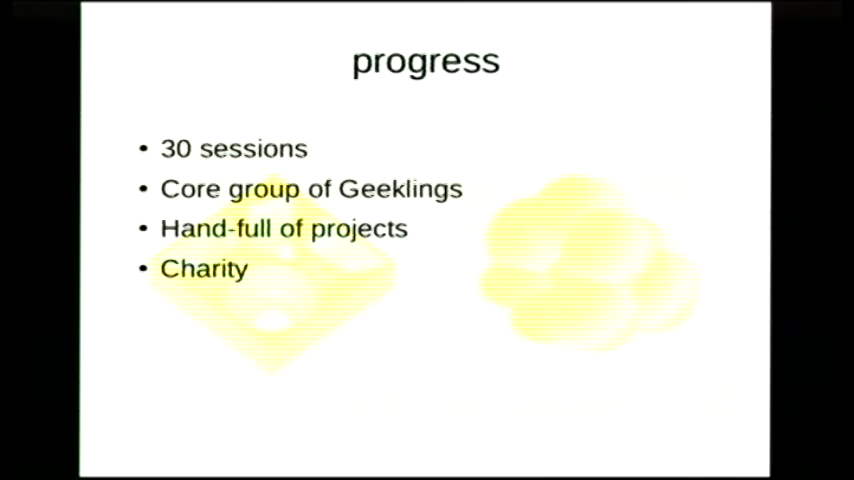 progress
• 30 sessions
• Core group of Geeklings
• Hand-full of projects
• Charity